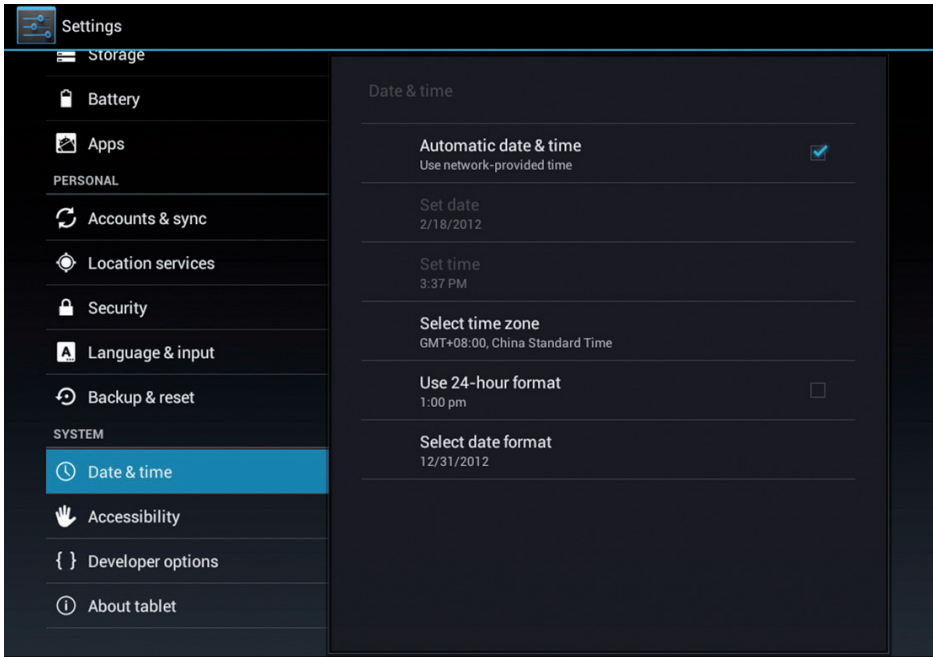 Settings
Storage
Battery
Apps
PERSONAL
Accounts & sync
Location services
Security
Language & input
Backup & reset
SYSTEM
Date & time
Accessibility
Developer options
About tablet
Date & time
Automatic date & time
Use network-provided time
Set date
2/18/2012
Set time
3:37 PM
Select time zone
GMT+08:00, China Standard Time
Use 24-hour format
1:00 pm
Select date format
12/31/2012